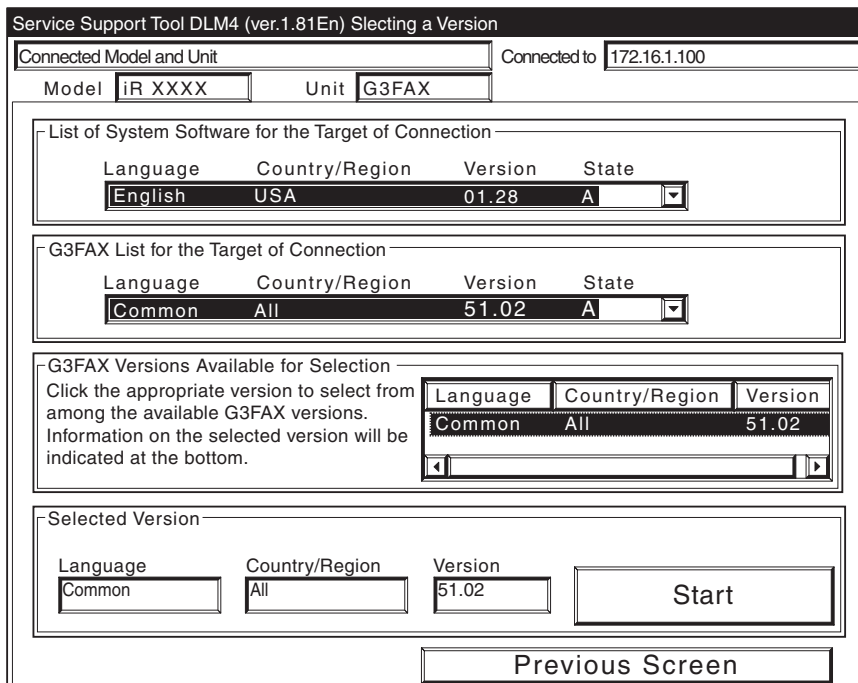 Service Support Tool DLM4 (ver.1.81En) Slecting a Version
Connected Model and Unit Connected to 172.16.1.100
Model iR XXXX Unit G3FAX
List of System Software for the Target of Connection
Language Country/Region Version State
English USA 01.28 A
G3FAX List for the Target of Connection
Language Country/Region Version State
Common All 51.02 A
G3FAX Versions Available for Selection
Click the appropriate version to select from
among the available G3FAX versions.
Information on the selected version will be
indicated at the bottom.
Language Country/Region Version
Common All 51.02
Selected Version
Language Country/Region Version
Common All 51.02
Start
Previous Screen